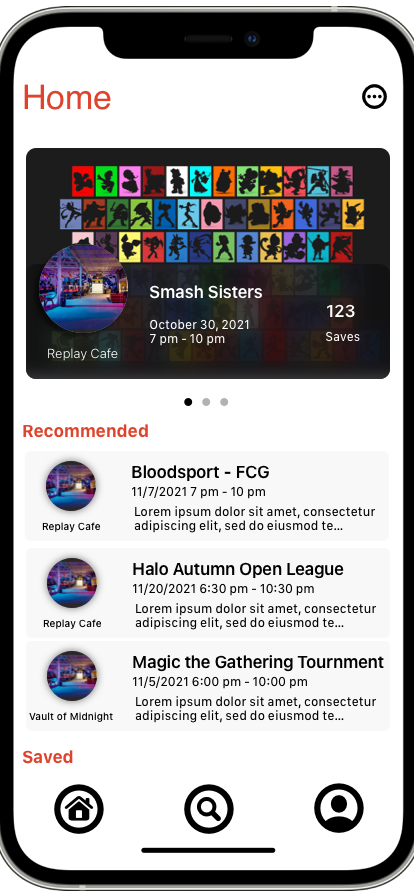 Home
Smash Sisters
October 30, 2021
7 pm - 10 pm
123
Saves
Replay Cafe
Recommended
Bloodsport - FCG
11/7/2021 7 pm - 10 pm
Lorem ipsum dolor sit amet, consectetur
adipiscing elit, sed do eiusmod te...
Replay Cafe
Halo Autumn Open League
11/20/2021 6:30 pm - 10:30 pm
Lorem ipsum dolor sit amet, consectetur
adipiscing elit, sed do eiusmod te...
Replay Cafe
Magic the Gathering Tournment
11/5/2021 6:00 pm - 10:00 pm
Lorem ipsum dolor sit amet, consectetur
adipiscing elit, sed do eiusmod te...
Vault of Midnight
Saved